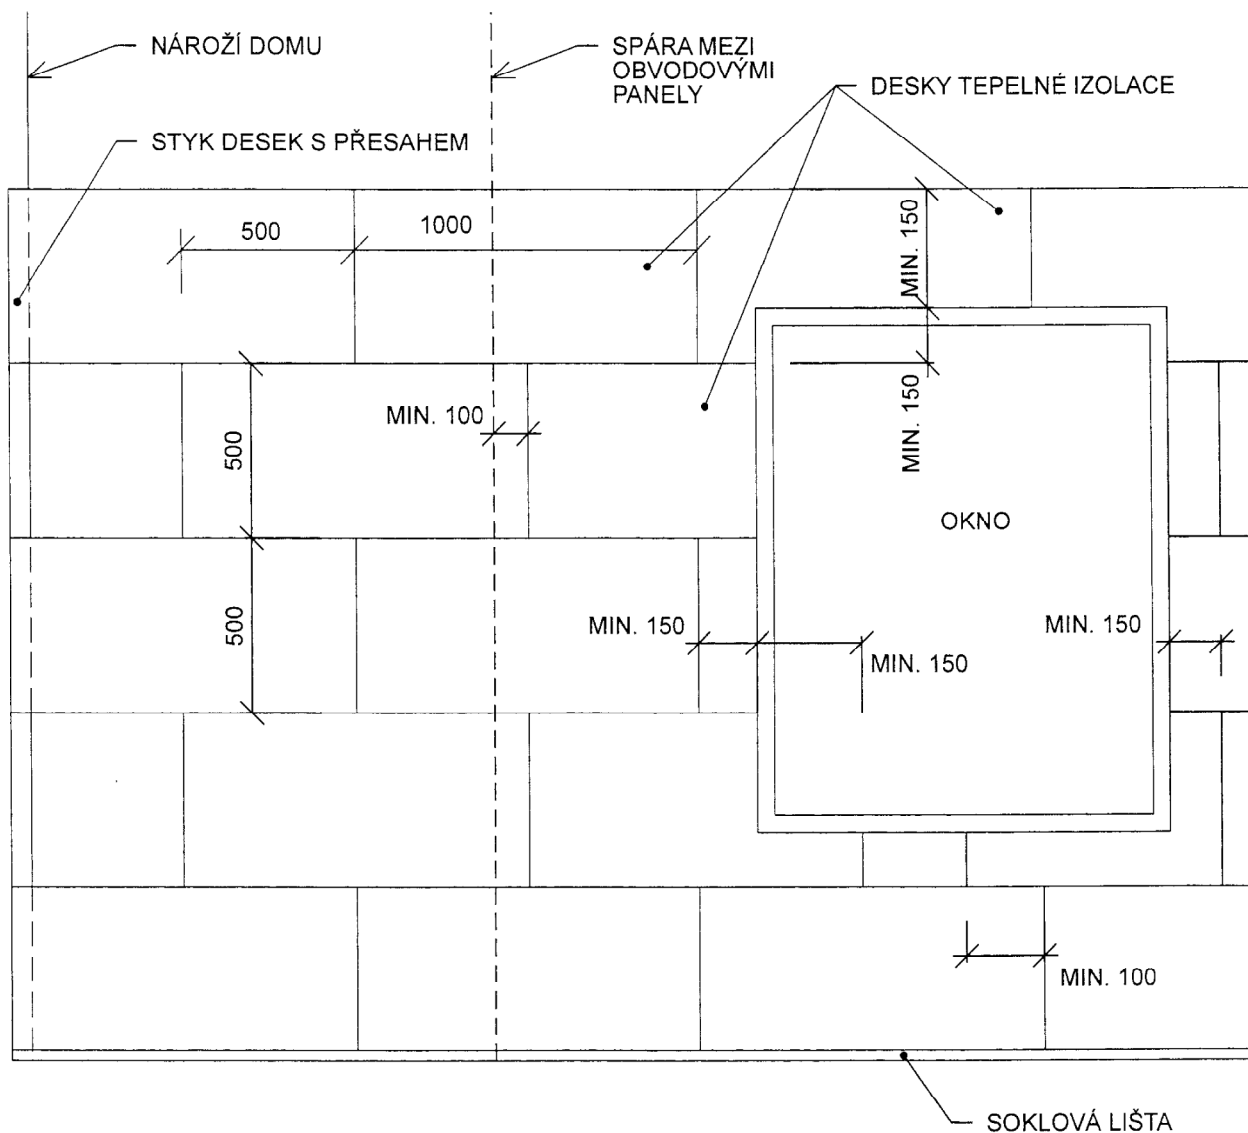 NÁROŽÍ DOMU
SPÁRA MEZI
OBVODOVÝMI
PANELY
DESKY TEPELNÉ IZOLACE
STYK DESEK S PŘESAHEM
500
1000
MIN. 150
MIN. 150
MIN. 100
500
OKNO
500
MIN. 150
MIN. 150
MIN. 150
MIN. 100
SOKLOVÁ LIŠTA